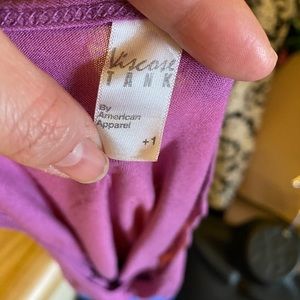 Viscose
TANK
By
American
Apparel
+1